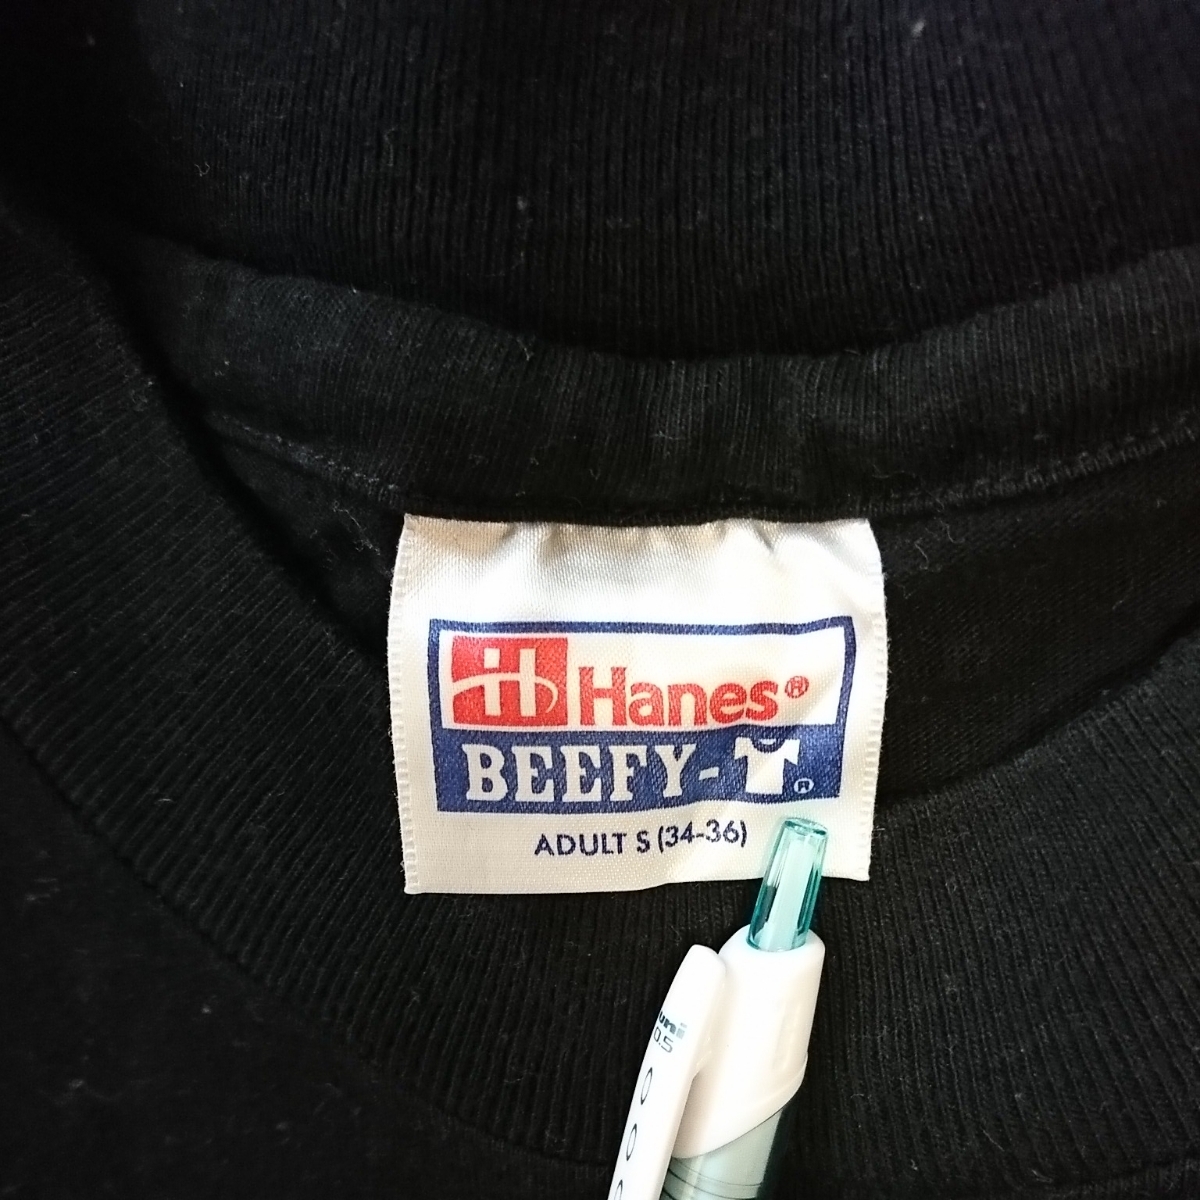 H Hanes®
BEEFY-T®
ADULT S (34-36)
uni
0.5